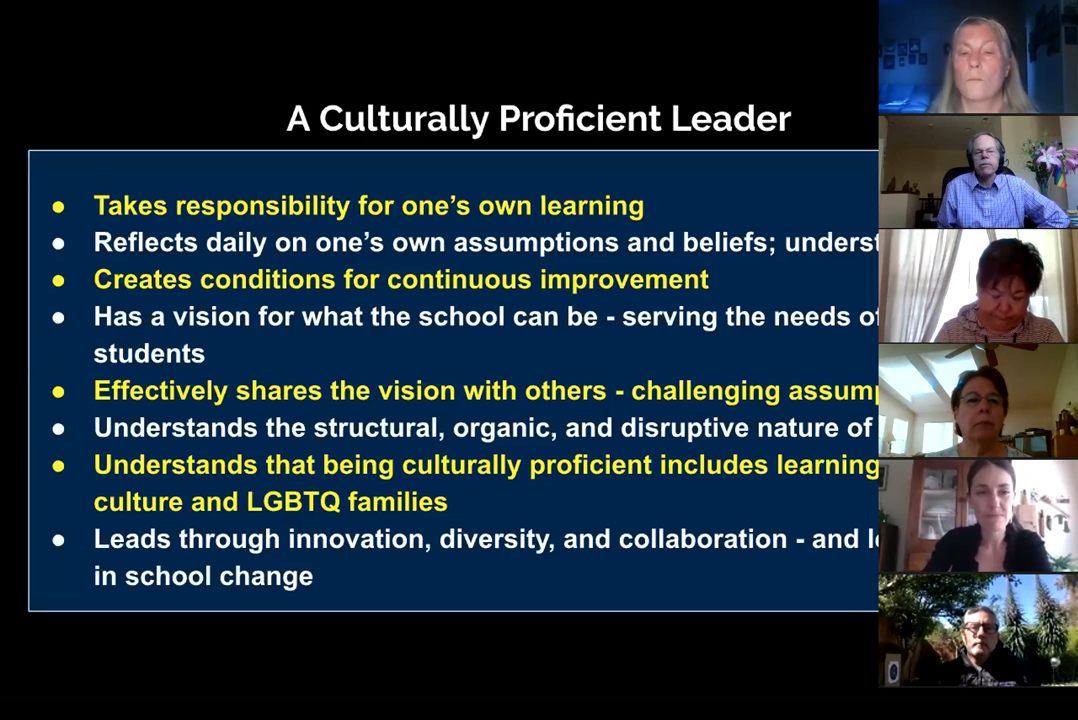 A Culturally Proficient Leader
● Takes responsibility for one’s own learning
● Reflects daily on one’s own assumptions and beliefs;
● Creates conditions for continuous improvement
● Has a vision for what the school can be - serving the needs
students
● Effectively shares the vision with others - challenging
● Understands the structural, organic, and disruptive nature of
● Understands that being culturally proficient includes learning
culture and LGBTQ families
● Leads through innovation, diversity, and collaboration - and
in school change